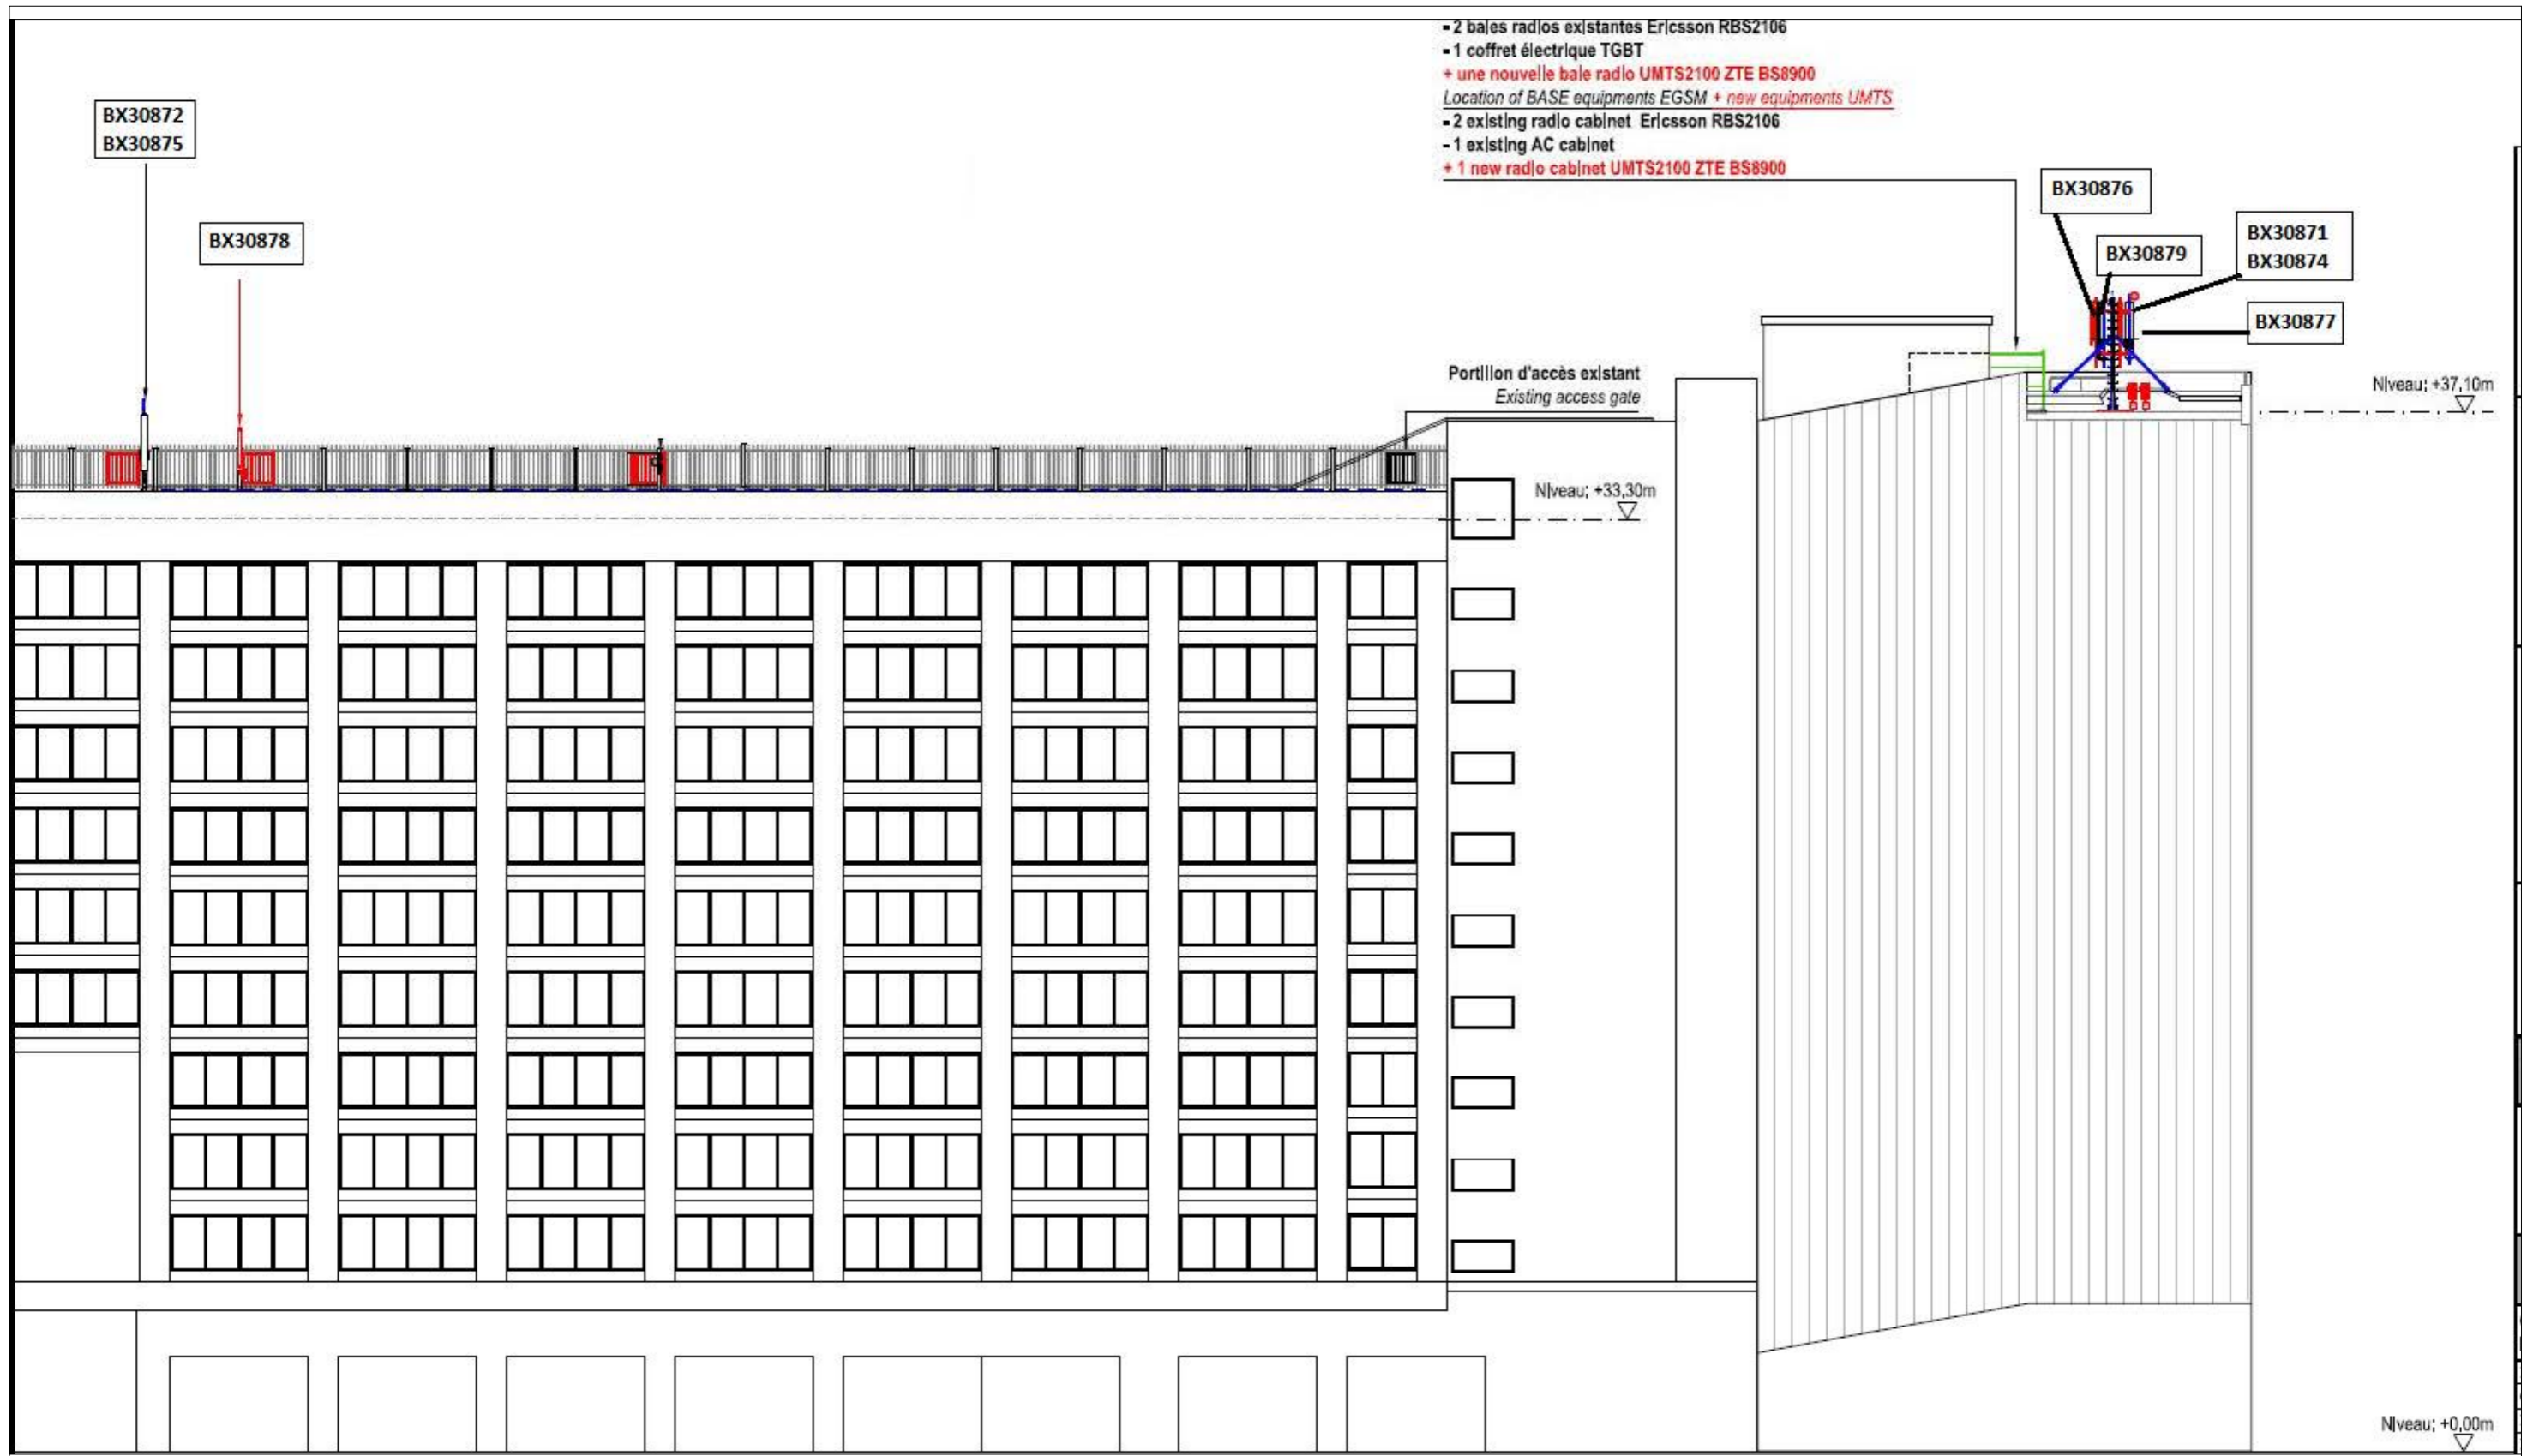 - 2 baies radios existantes Ericsson RBS2106
- 1 coffret électrique TGBT
+ une nouvelle baie radio UMTS2100 ZTE BS8900
Location of BASE equipments EGSM + new equipments UMTS
- 2 existing radio cabinet Ericsson RBS2106
- 1 existing AC cabinet
+ 1 new radio cabinet UMTS2100 ZTE BS8900
BX30872
BX30875
BX30878
BX30876
BX30879
BX30871
BX30874
BX30877
Portillon d'accès existant
Existing access gate
Niveau: +37,10m
Niveau: +33,30m
Niveau: +0,00m